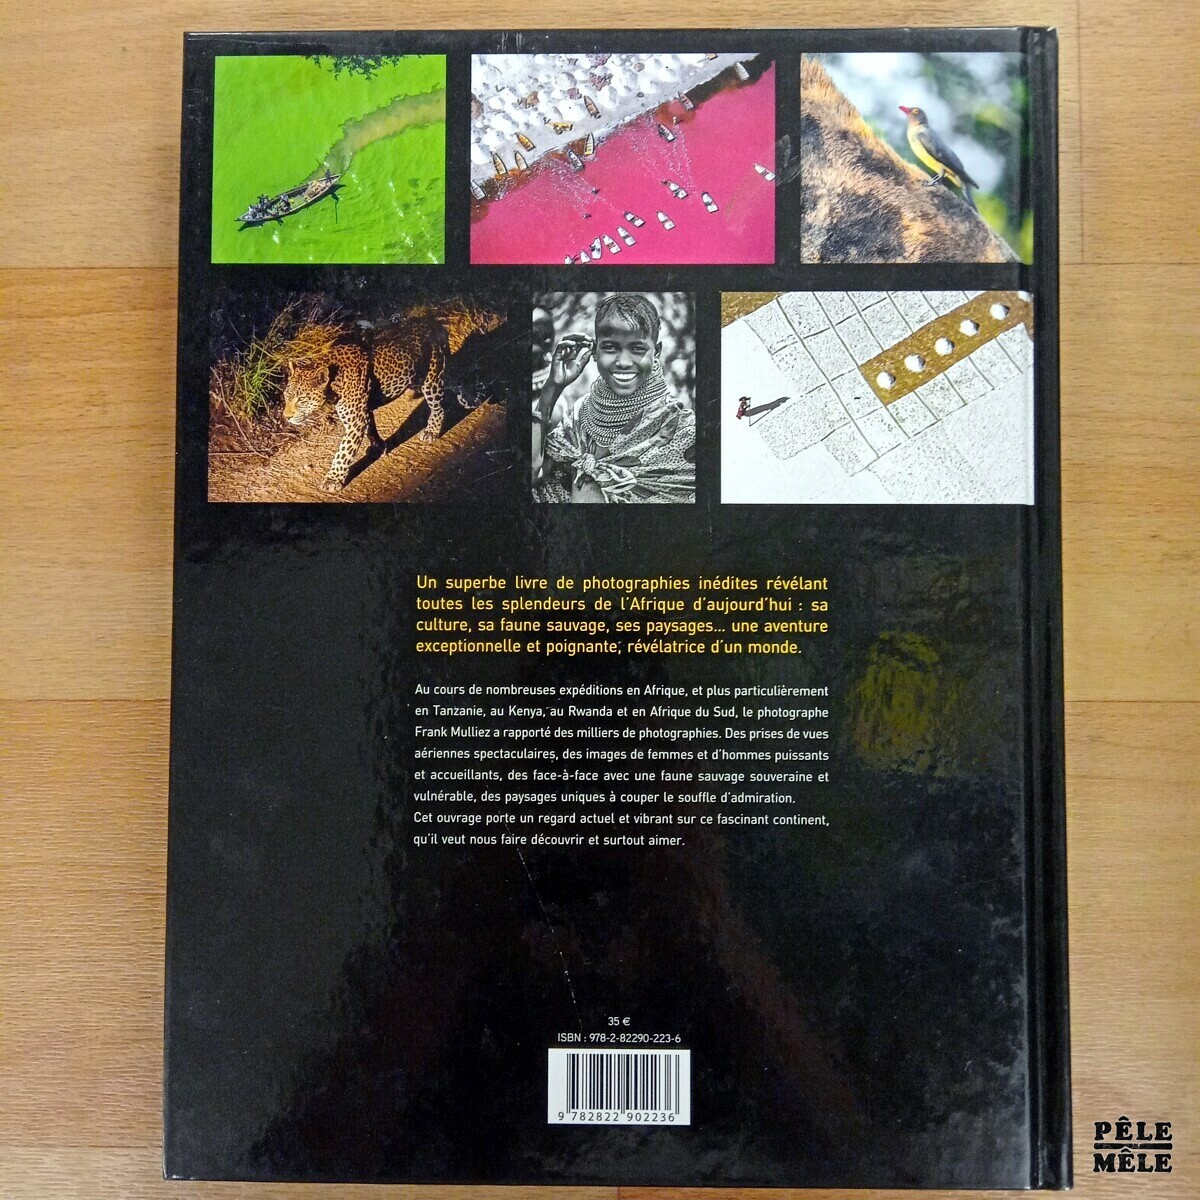 Un superbe livre de photographies inédites révélant
toutes les splendeurs de l'Afrique d'aujourd'hui : sa
culture, sa faune sauvage, ses paysages... une aventure
exceptionnelle et poignante, révélatrice d'un monde.
Au cours de nombreuses expéditions en Afrique, et plus particulièrement
en Tanzanie, au Kenya, au Rwanda et en Afrique du Sud, le photographe
Frank Mulliez a rapporté des milliers de photographies. Des prises de vues
aériennes spectaculaires, des images de femmes et d'hommes puissants
et accueillants, des face-à-face avec une faune sauvage souveraine et
vulnérable, des paysages uniques à couper le souffle d'admiration.
Cet ouvrage porte un regard actuel et vibrant sur ce fascinant continent,
qu'il veut nous faire découvrir et surtout aimer.
35 €
ISBN : 978-2-82290-223-6
9 782822 902236
PÊLE
MÊLE